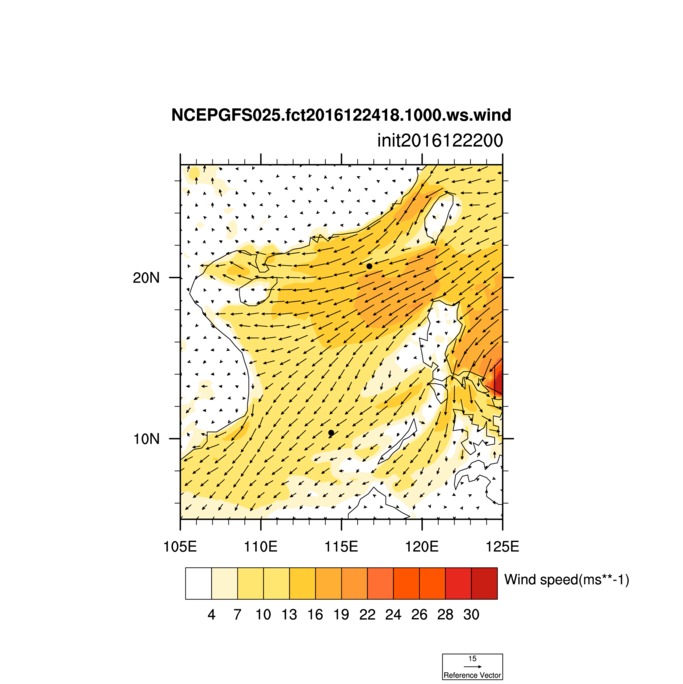 NCEPGFS025.fct2016122418.1000.ws.wind
init2016122200
20N
10N
105E 110E 115E 120E 125E
Wind speed(ms**-1)
4 7 10 13 16 19 22 24 26 28 30
15
Reference Vector